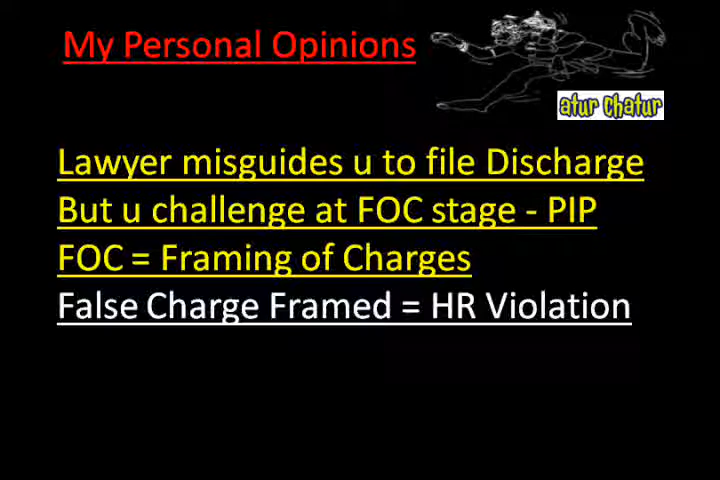 My Personal Opinions
atur chatur
Lawyer misguides u to file Discharge
But u challenge at FOC stage - PIP
FOC = Framing of Charges
False Charge Framed = HR Violation